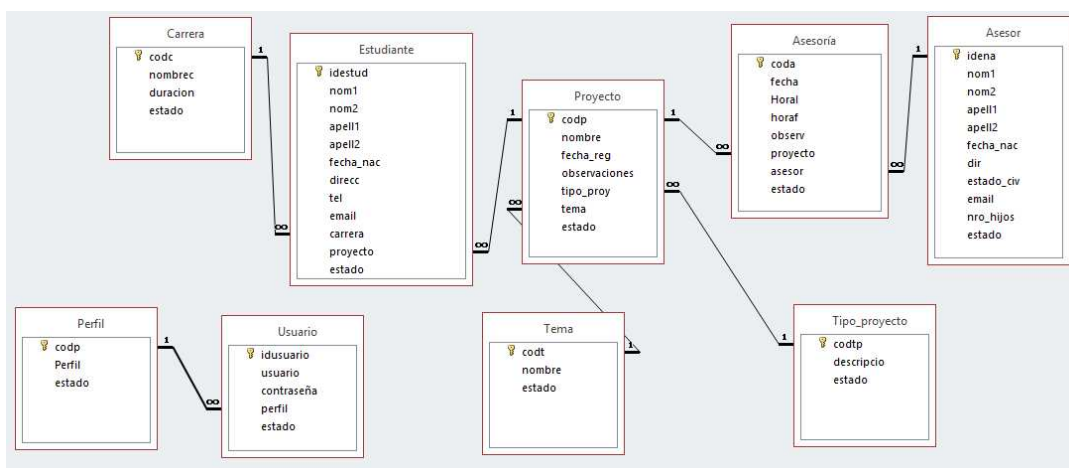 Carrera
codc
nombrec
duracion
estado
Estudiante
idestud
nom1
nom2
apell1
apell2
fecha_nac
direcc
tel
email
carrera
proyecto
estado
Proyecto
codp
nombre
fecha_reg
observaciones
tipo_proy
tema
estado
Asesoría
coda
fecha
HoraI
horaf
observ
proyecto
asesor
estado
Asesor
idena
nom1
nom2
apell1
apell2
fecha_nac
dir
estado_civ
email
nro_hijos
estado
Perfil
codp
Perfil
estado
Usuario
idusuario
usuario
contraseña
perfil
estado
Tema
codt
nombre
estado
Tipo_proyecto
codtp
descripcio
estado
1
∞
1
∞
1
∞
1
∞
1
∞
1
∞
1
∞